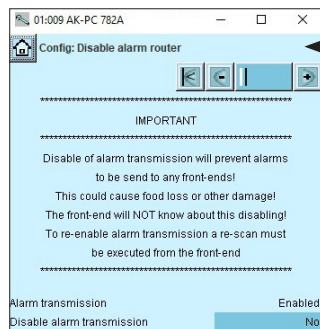 01:009 AK-PC 782A
Config: Disable alarm router
****************************************************************
IMPORTANT
****************************************************************
Disable of alarm transmission will prevent alarms
to be send to any front-ends!
This could cause food loss or other damage!
The front-end will NOT know about this disabling!
To re-enable alarm transmission a re-scan must
be executed from the front-end
****************************************************************
Alarm transmission Enabled
Disable alarm transmission No